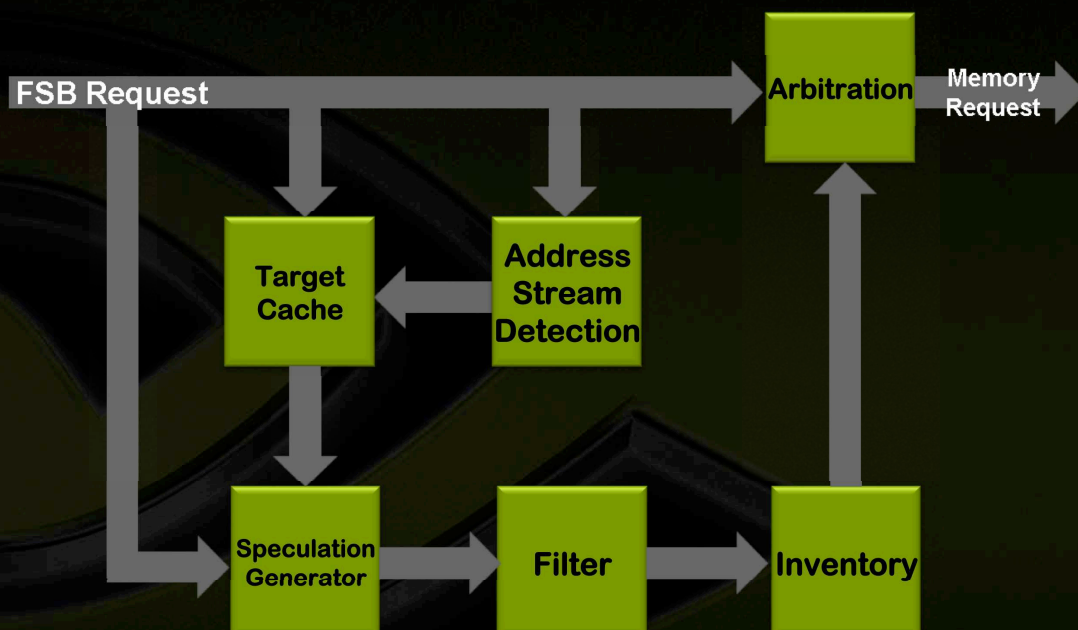 FSB Request
Arbitration
Memory
Request
Target
Cache
Address
Stream
Detection
Speculation
Generator
Filter
Inventory